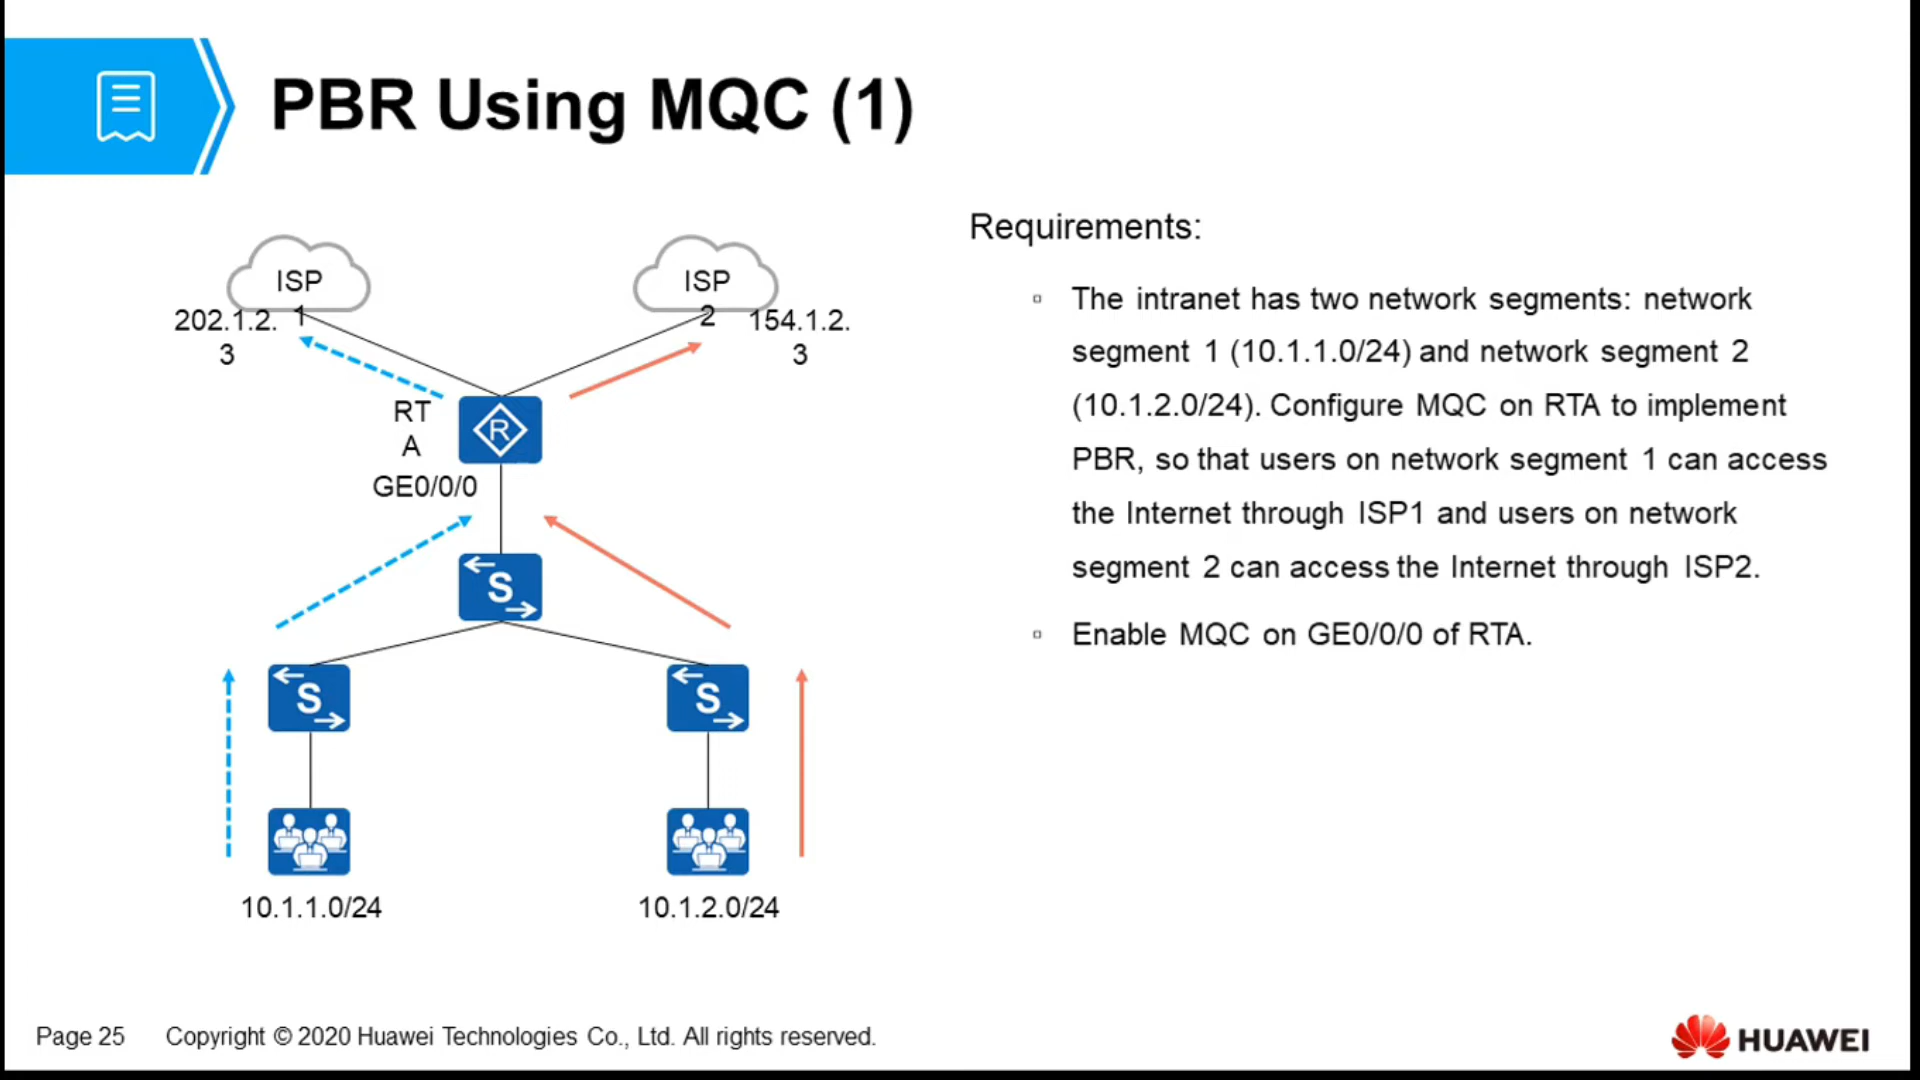 PBR Using MQC (1)
Requirements:
▫ The intranet has two network segments: network
segment 1 (10.1.1.0/24) and network segment 2
(10.1.2.0/24). Configure MQC on RTA to implement
PBR, so that users on network segment 1 can access
the Internet through ISP1 and users on network
segment 2 can access the Internet through ISP2.
▫ Enable MQC on GE0/0/0 of RTA.
ISP
1
202.1.2.
3
ISP
2
154.1.2.
3
RT
A
R
GE0/0/0
S
S
S
10.1.1.0/24
10.1.2.0/24
Page 25
Copyright © 2020 Huawei Technologies Co., Ltd. All rights reserved.
HUAWEI